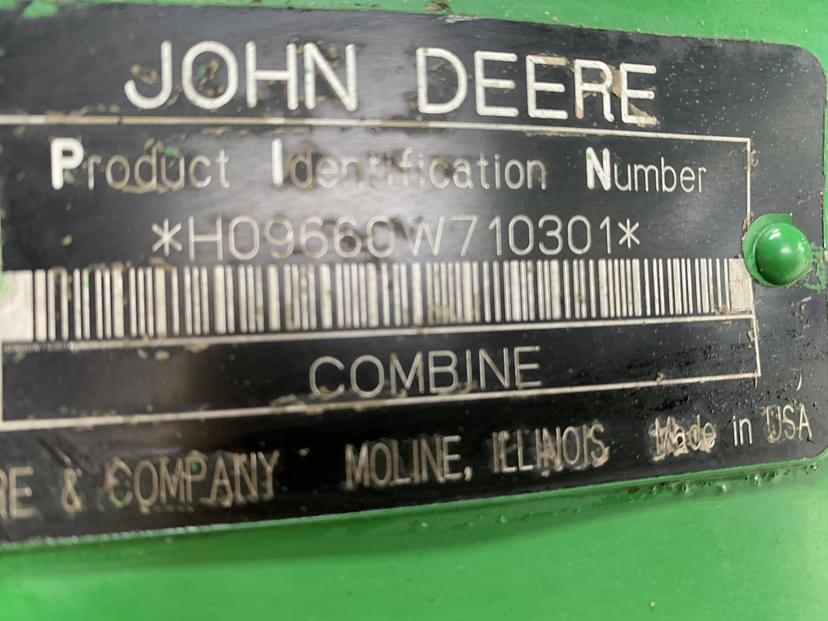 JOHN DEERE
Product Identification Number
*H09660W710301*
COMBINE
RE & COMPANY MOLINE, ILLINOIS Made in USA